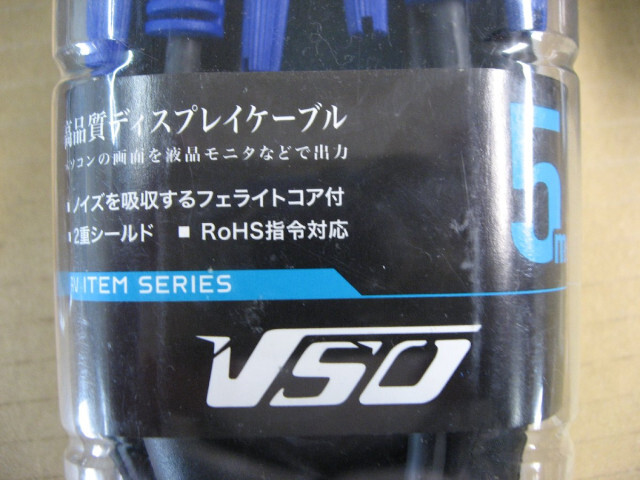 高品質ディスプレイケーブル
パソコンの画面を液晶モニタなどで出力
■ ノイズを吸収するフェライトコア付
■ 2重シールド ■ RoHS指令対応
5m
ITEM SERIES
VSO